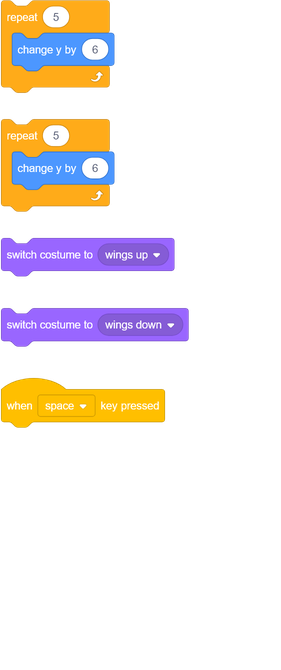 repeat 5
change y by 6
repeat 5
change y by 6
switch costume to wings up
switch costume to wings down
when space key pressed